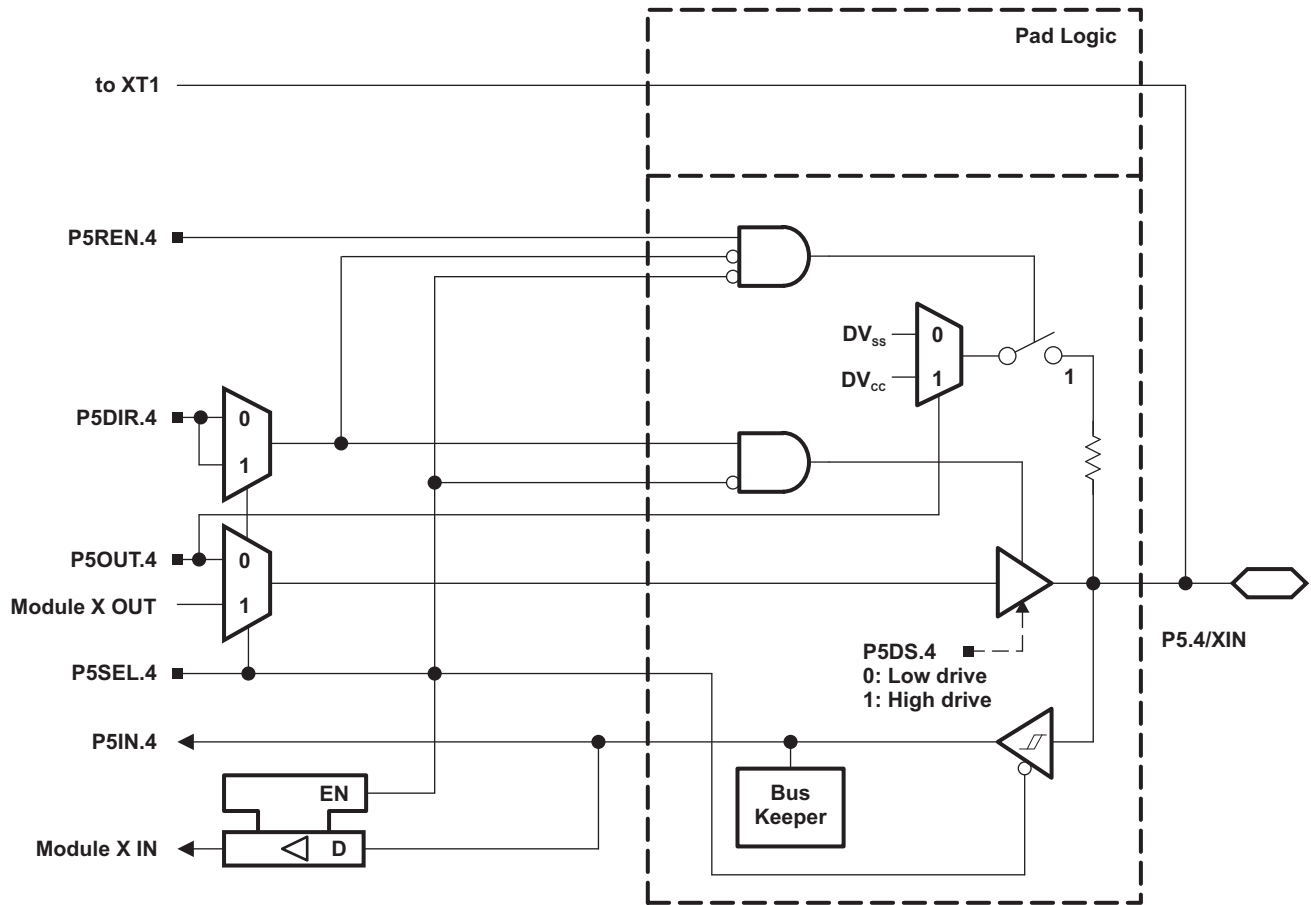 Pad Logic
to XT1
P5REN.4
DVSS
0
DVCC
1
1
P5DIR.4
0
1
P5OUT.4
0
Module X OUT
1
P5DS.4
0: Low drive
1: High drive
P5.4/XIN
P5SEL.4
P5IN.4
EN
Bus
Keeper
Module X IN
D